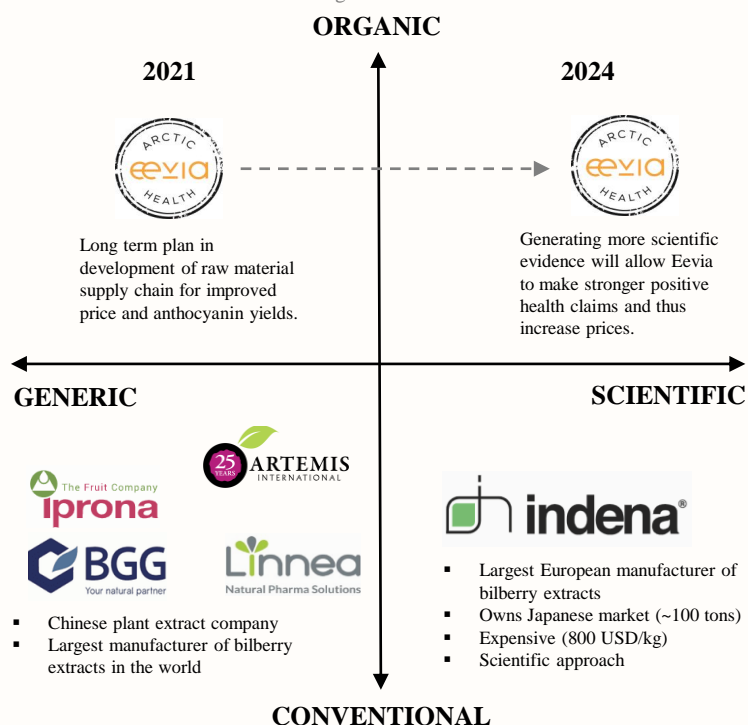 ORGANIC
2021
2024
ARCTIC
eevia
HEALTH
ARCTIC
eevia
HEALTH
Long term plan in
development of raw material
supply chain for improved
price and anthocyanin yields.
Generating more scientific
evidence will allow Eevia
to make stronger positive
health claims and thus
increase prices.
GENERIC
SCIENTIFIC
25
YEARS
ARTEMIS
INTERNATIONAL
The Fruit Company
iprona
BGG
Your natural partner
Linnea
Natural Pharma Solutions
▪ Chinese plant extract company
▪ Largest manufacturer of bilberry
extracts in the world
indena®
▪ Largest European manufacturer of
bilberry extracts
▪ Owns Japanese market (~100 tons)
▪ Expensive (800 USD/kg)
▪ Scientific approach
CONVENTIONAL